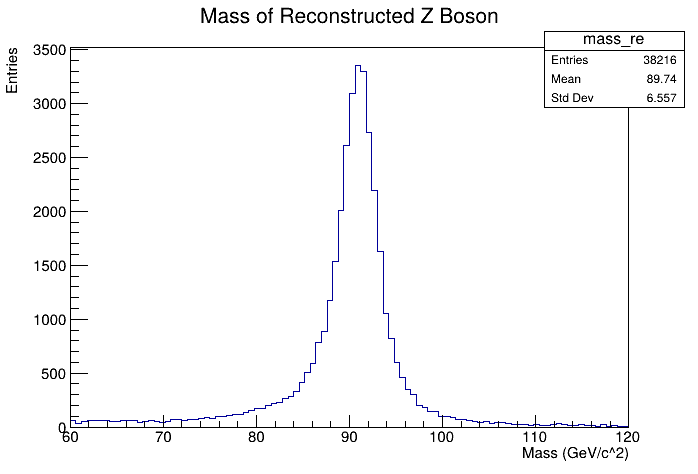 Mass of Reconstructed Z Boson
mass_re
Entries 38216
Mean 89.74
Std Dev 6.557
Entries
3500
3000
2500
2000
1500
1000
500
0
60 70 80 90 100 110 120
Mass (GeV/c^2)